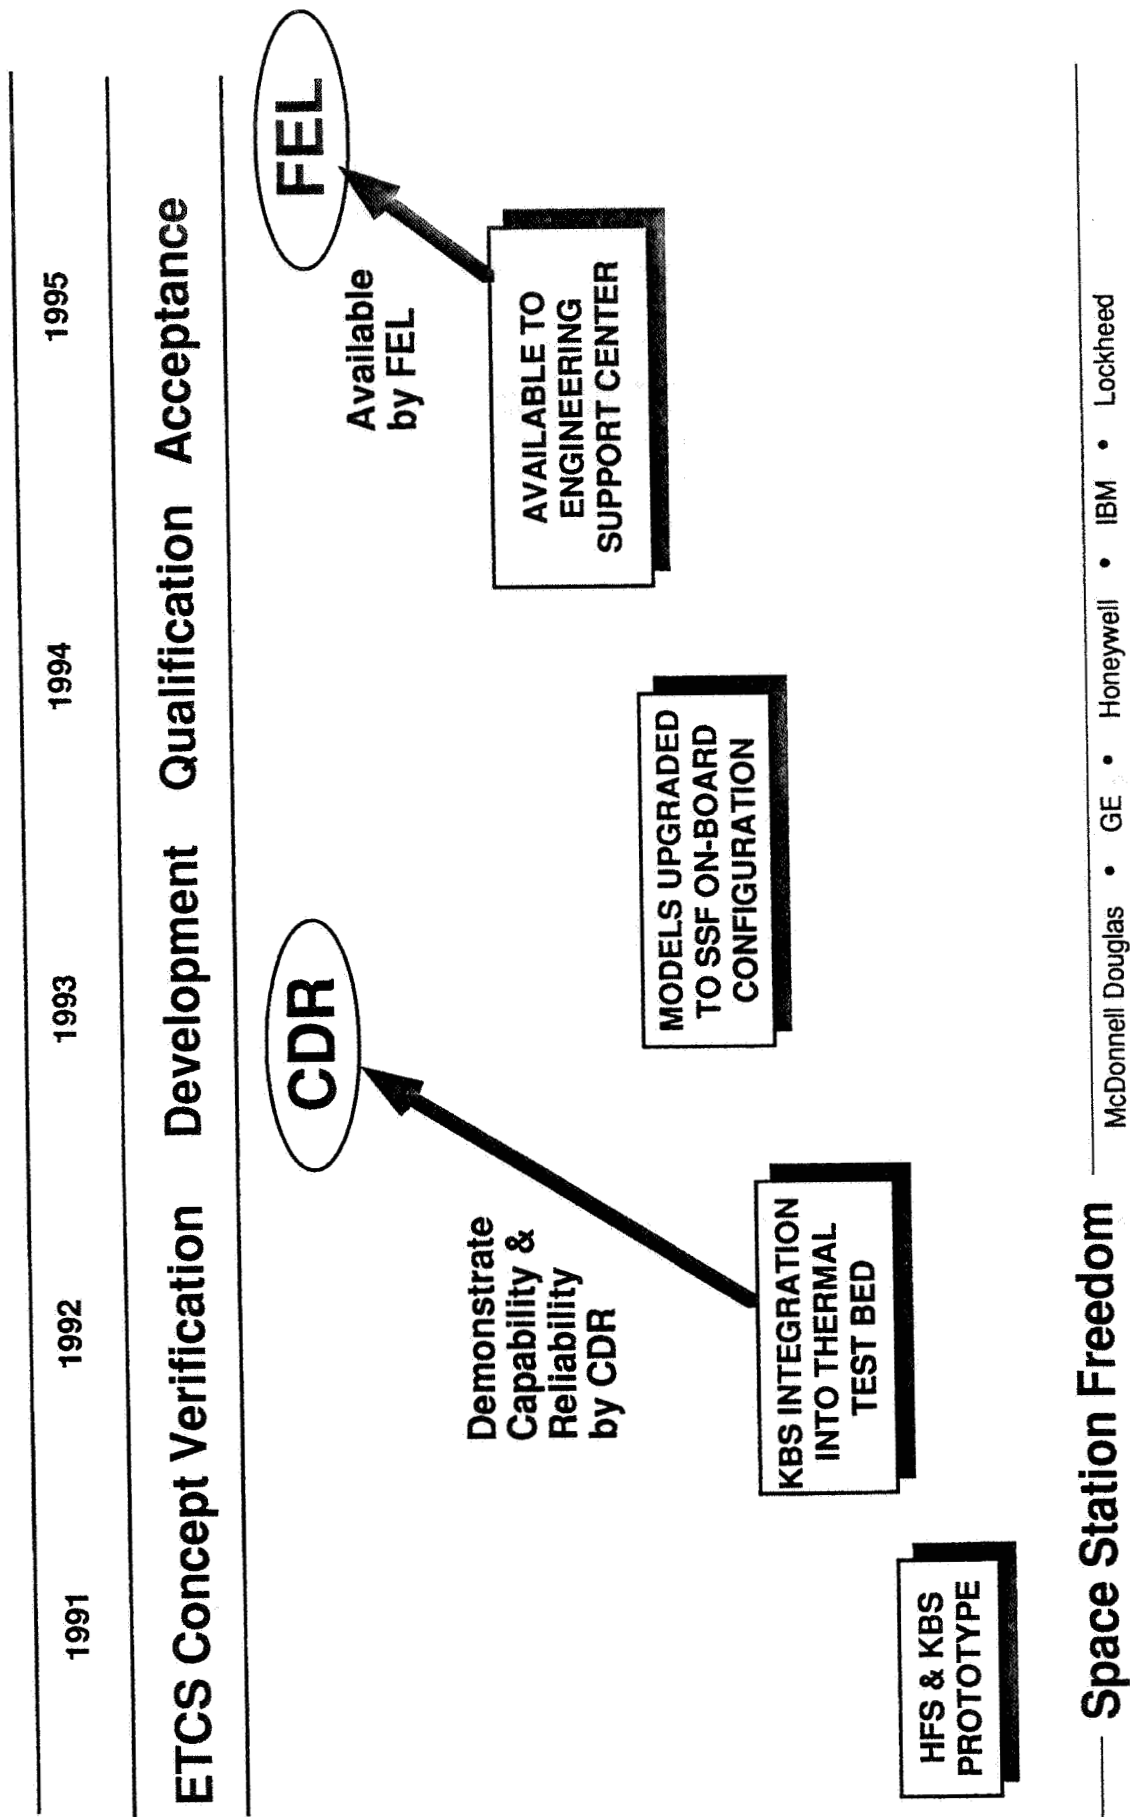 1991 1992 1993 1994 1995
ETCS Concept Verification Development Qualification Acceptance
CDR
FEL
Available
by FEL
Demonstrate
Capability &
Reliability
by CDR
AVAILABLE TO
ENGINEERING
SUPPORT CENTER
MODELS UPGRADED
TO SSF ON-BOARD
CONFIGURATION
KBS INTEGRATION
INTO THERMAL
TEST BED
HFS & KBS
PROTOTYPE
Space Station Freedom
McDonnell Douglas • GE • Honeywell • IBM • Lockheed